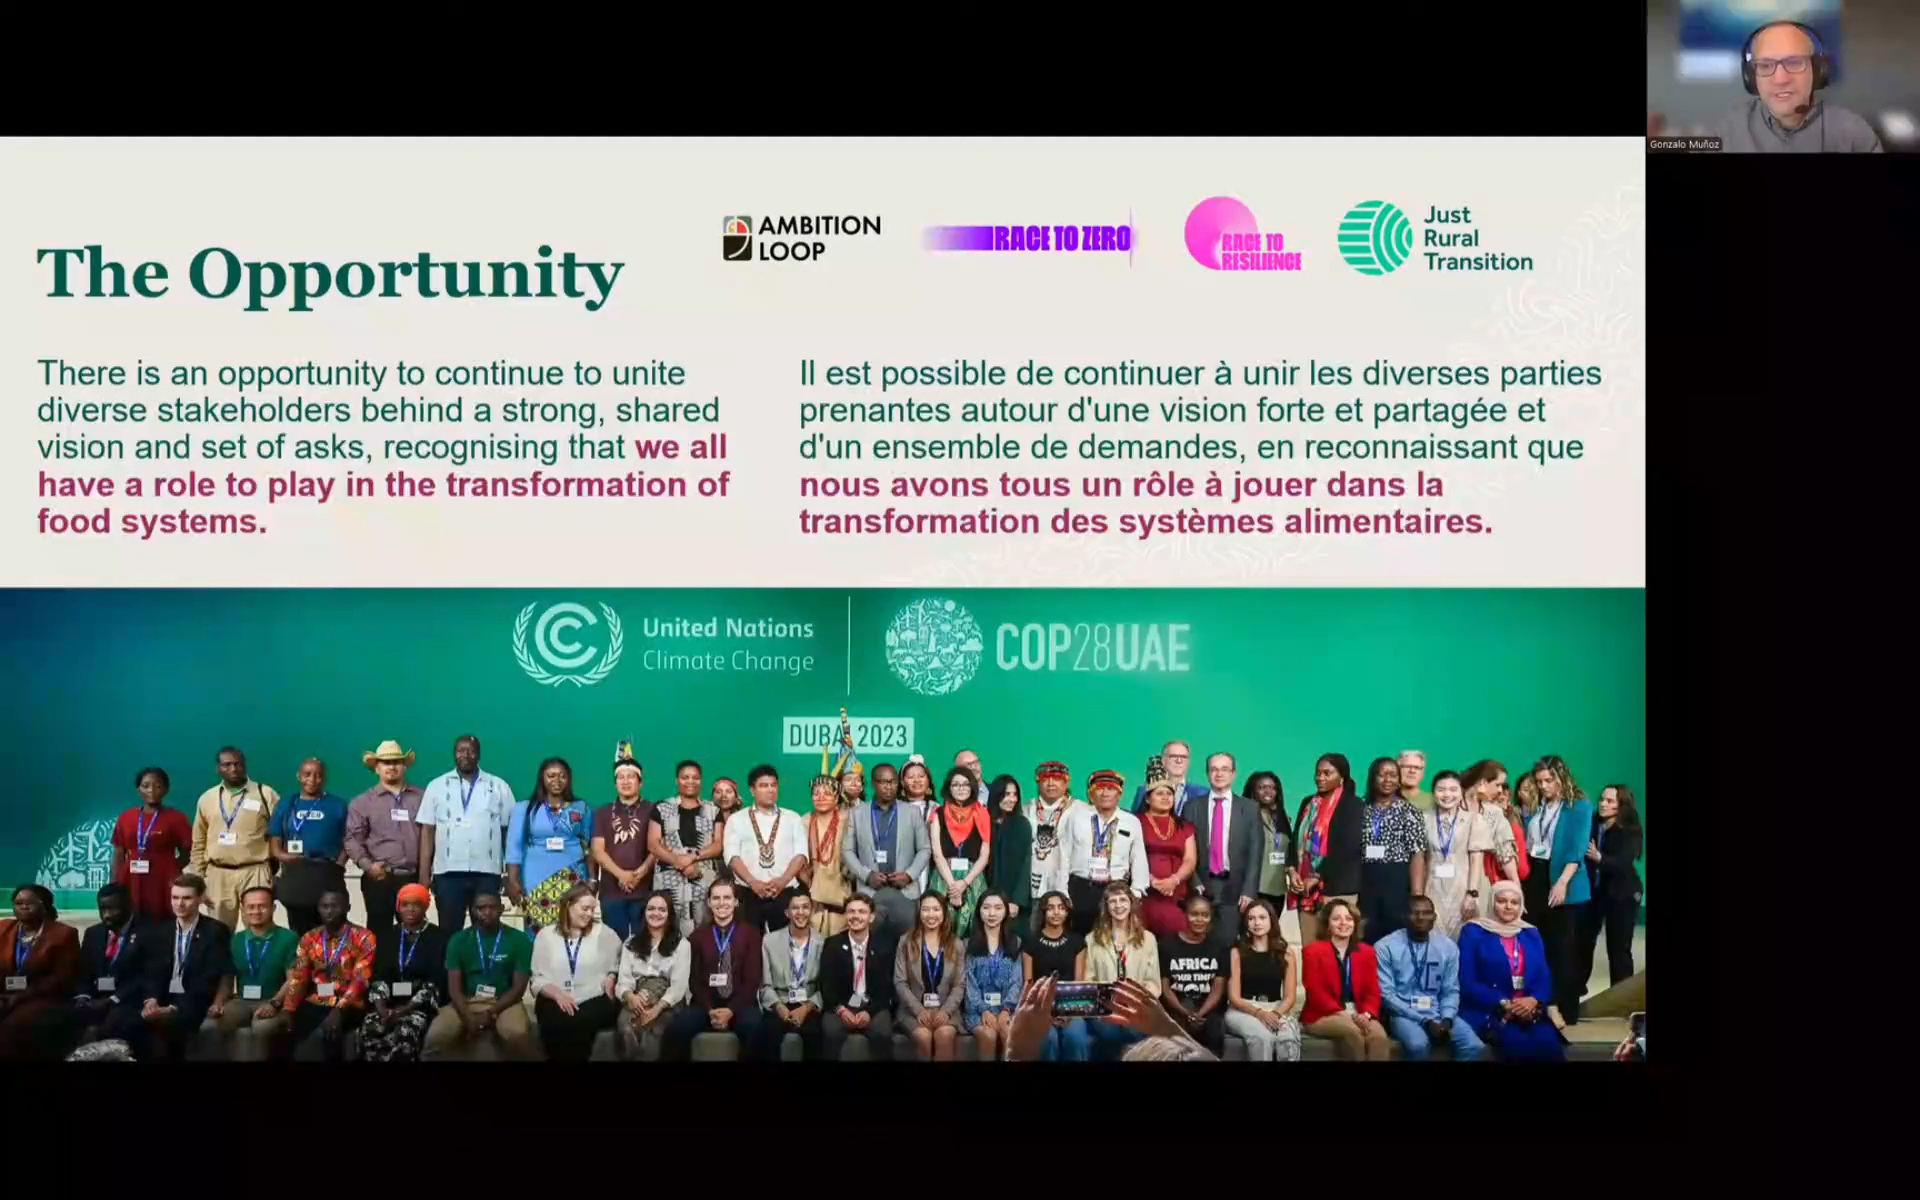 Gonzalo Muñoz
AMBITION
LOOP
RACE TO ZERO
RACE TO
RESILIENCE
Just
Rural
Transition
The Opportunity
There is an opportunity to continue to unite
diverse stakeholders behind a strong, shared
vision and set of asks, recognising that we all
have a role to play in the transformation of
food systems.
Il est possible de continuer à unir les diverses parties
prenantes autour d'une vision forte et partagée et
d'un ensemble de demandes, en reconnaissant que
nous avons tous un rôle à jouer dans la
transformation des systèmes alimentaires.
United Nations
Climate Change
COP28UAE
DUBAI 2023
AFRICA